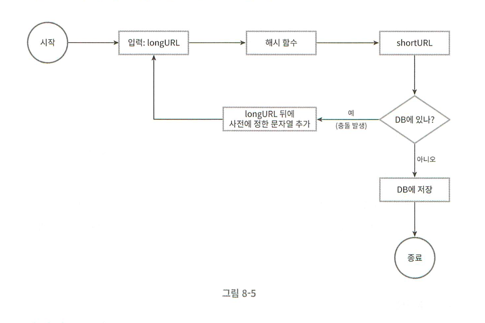 시작
입력: longURL
해시 함수
shortURL
longURL 뒤에
사전에 정한 문자열 추가
예
(충돌 발생)
DB에 있나?
아니오
DB에 저장
종료
그림 8-5